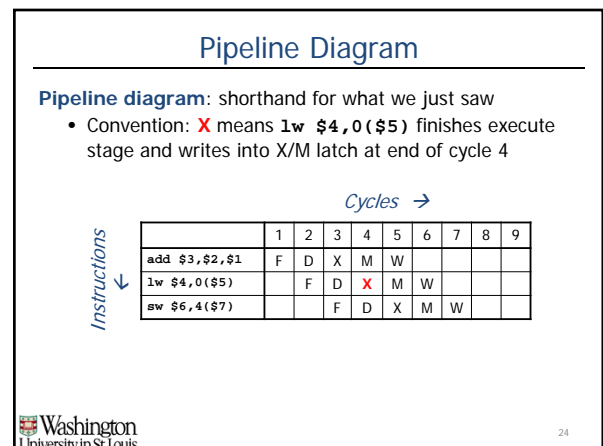 Pipeline Diagram
Pipeline diagram: shorthand for what we just saw
• Convention: X means lw $4,0($5) finishes execute
stage and writes into X/M latch at end of cycle 4
Cycles →
Instructions →
1 2 3 4 5 6 7 8 9
add $3,$2,$1 F D X M W
lw $4,0($5) F D X M W
sw $6,4($7) F D X M W
Washington
University in St. Louis
24